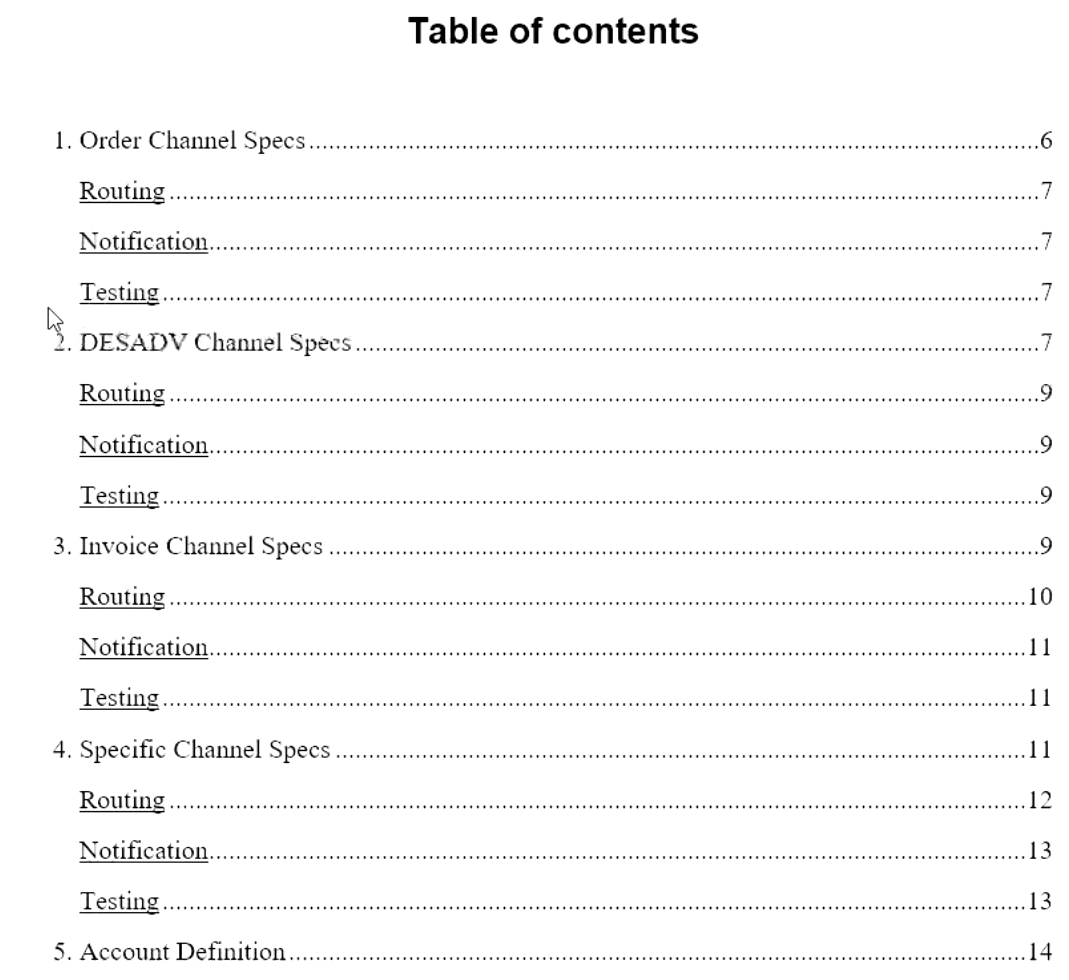 Table of contents
1. Order Channel Specs....................6
Routing....................7
Notification....................7
Testing....................7
2. DESADV Channel Specs....................7
Routing....................9
Notification....................9
Testing....................9
3. Invoice Channel Specs....................9
Routing....................10
Notification....................11
Testing....................11
4. Specific Channel Specs....................11
Routing....................12
Notification....................13
Testing....................13
5. Account Definition....................14